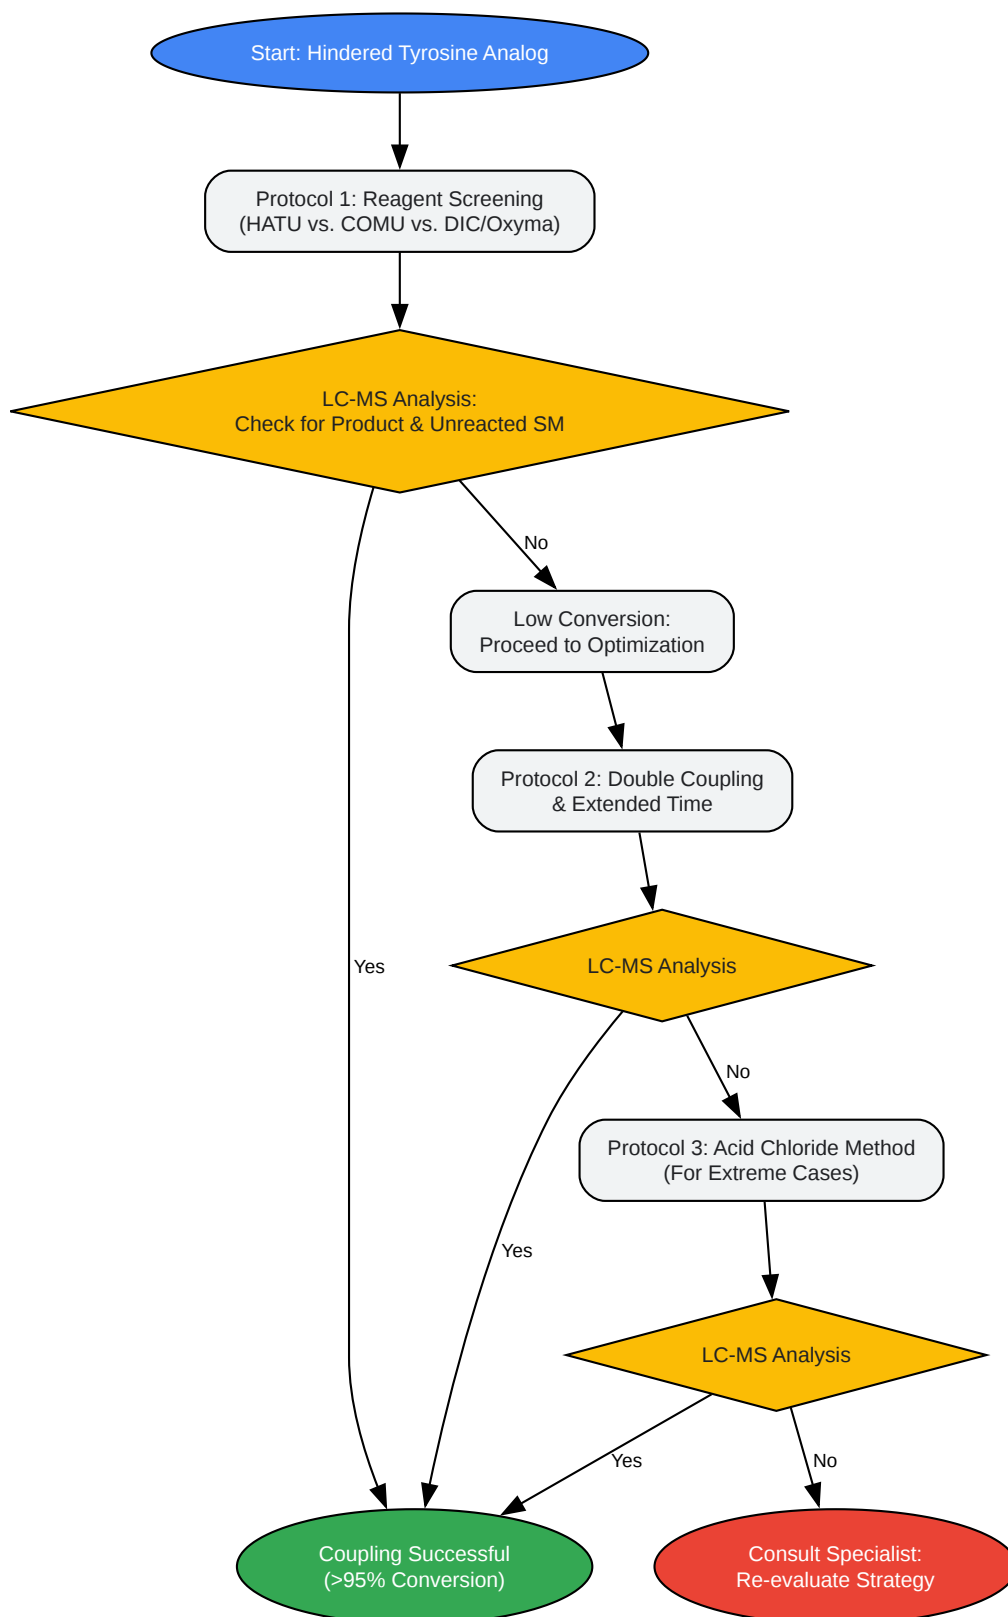 Start: Hindered Tyrosine Analog
Protocol 1: Reagent Screening
(HATU vs. COMU vs. DIC/Oxyma)
LC-MS Analysis:
Check for Product & Unreacted SM
No
Low Conversion:
Proceed to Optimization
Protocol 2: Double Coupling
& Extended Time
Yes
LC-MS Analysis
No
Protocol 3: Acid Chloride Method
(For Extreme Cases)
Yes
LC-MS Analysis
Yes
No
Coupling Successful
(>95% Conversion)
Consult Specialist:
Re-evaluate Strategy